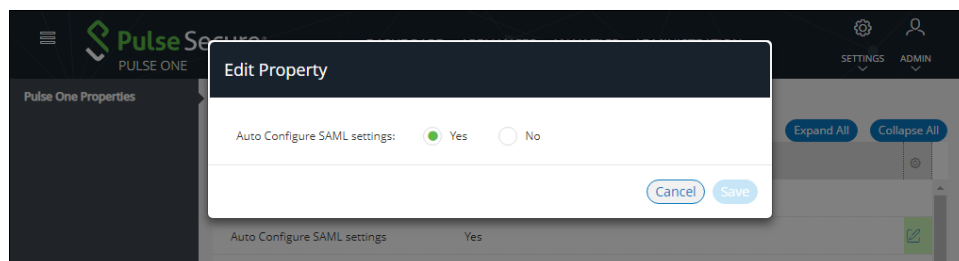 Pulse Se
PULSE ONE
SETTINGS
ADMIN
Pulse One Properties
Edit Property
Auto Configure SAML settings:
Yes
No
Expand All
Collapse All
Cancel
Save
Auto Configure SAML settings
Yes